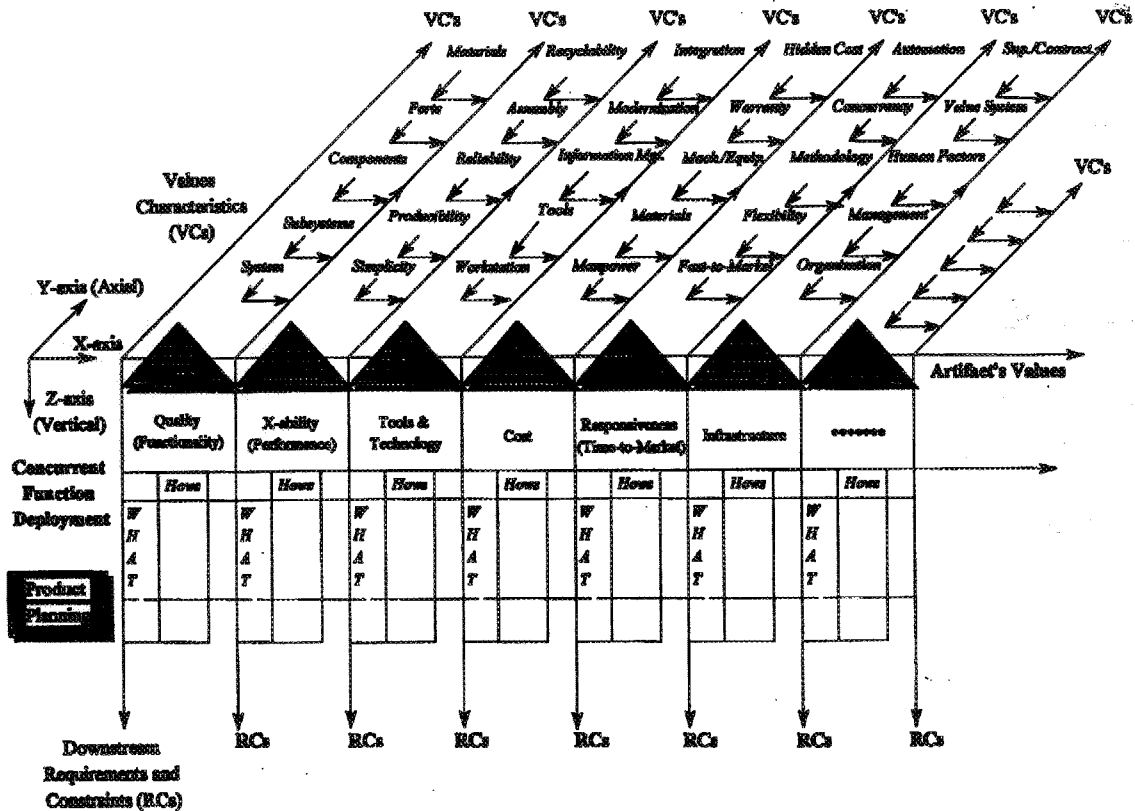 VC's VC's VC's VC's VC's VC's VC's
Materials Recyclability Integration Hidden Cost Automation Sup./Contract.
Parts Assembly Modernization Warranty Concurrency Value System
Components Reliability Information Mgt. Mach./Equip. Methodology Human Factors
VC's
Values
Characteristics
(VCs)
Subsystems Producibility Tools Materials Flexibility Management
System Simplicity Workstation Manpower Fast-to-Market Organization
Y-axis (Axial)
X-axis
Artifact's Values
Z-axis
(Vertical)
Quality
(Functionality)
X-ability
(Performance)
Tools &
Technology
Cost
Responsiveness
(Time-to-Market)
Infrastructure
•••••••
Concurrent
Function
Deployment
Hows Hows Hows Hows Hows Hows Hows
W W W W W W W
H H H H H H H
A A A A A A A
T T T T T T T
Product
Planning
RCs RCs RCs RCs RCs RCs RCs
Downstream
Requirements and
Constraints (RCs)